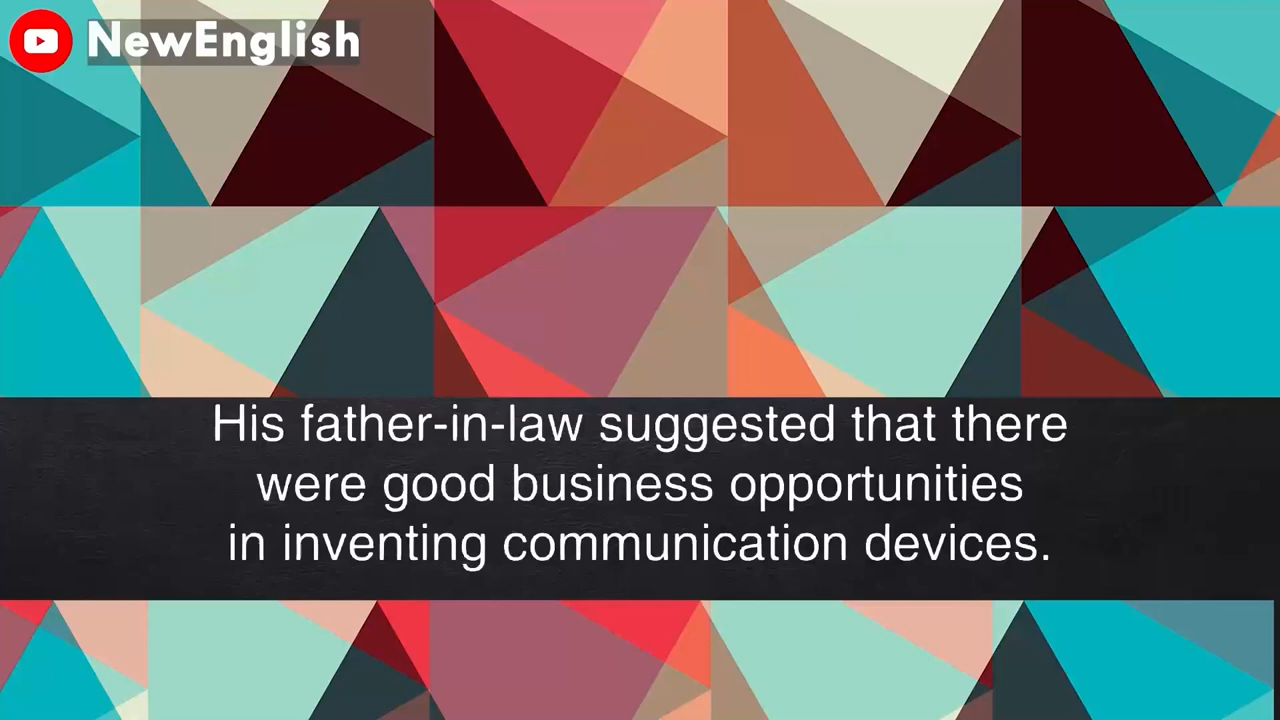 NewEnglish
His father-in-law suggested that there
were good business opportunities
in inventing communication devices.